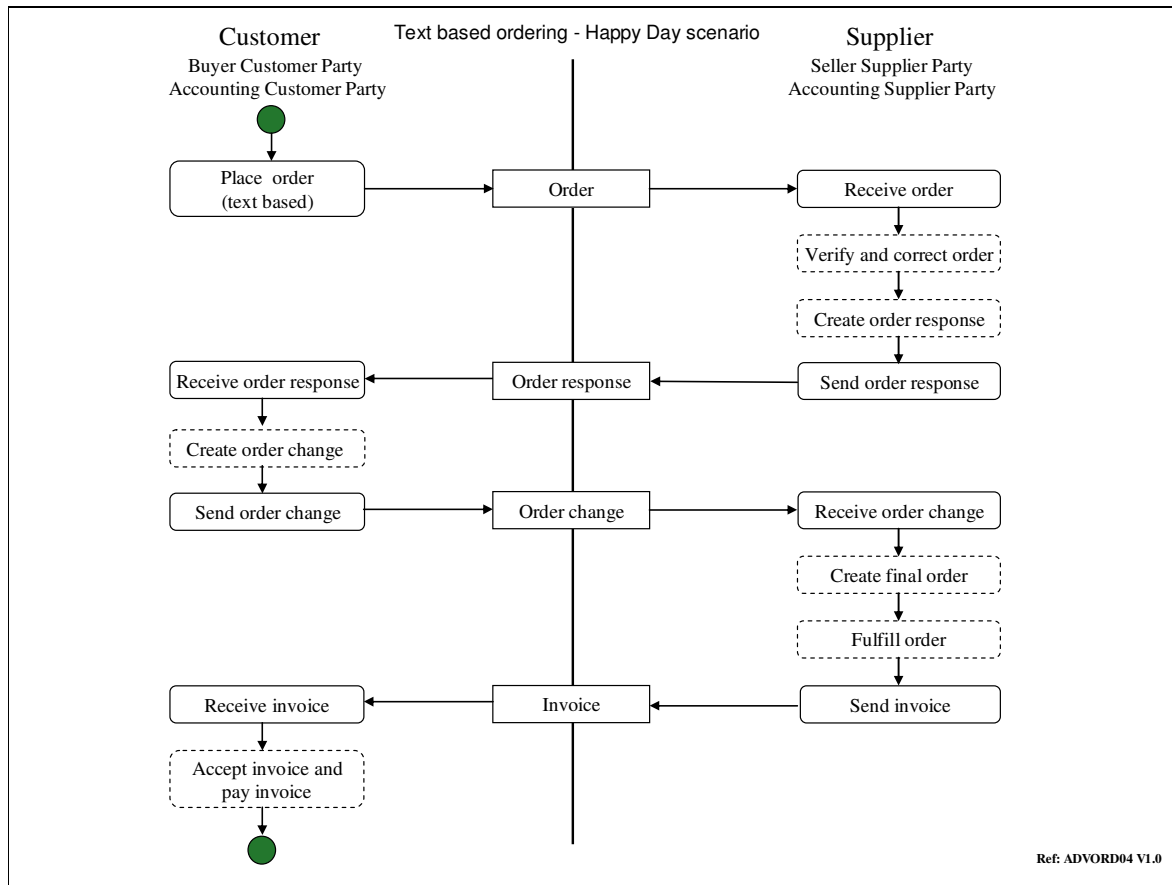 Customer
Text based ordering - Happy Day scenario
Supplier
Buyer Customer Party
Accounting Customer Party
Seller Supplier Party
Accounting Supplier Party
Place order
(text based)
Order
Receive order
Verify and correct order
Create order response
Receive order response
Order response
Send order response
Create order change
Send order change
Order change
Receive order change
Create final order
Fulfill order
Receive invoice
Invoice
Send invoice
Accept invoice and
pay invoice
Ref: ADVORD04 V1.0